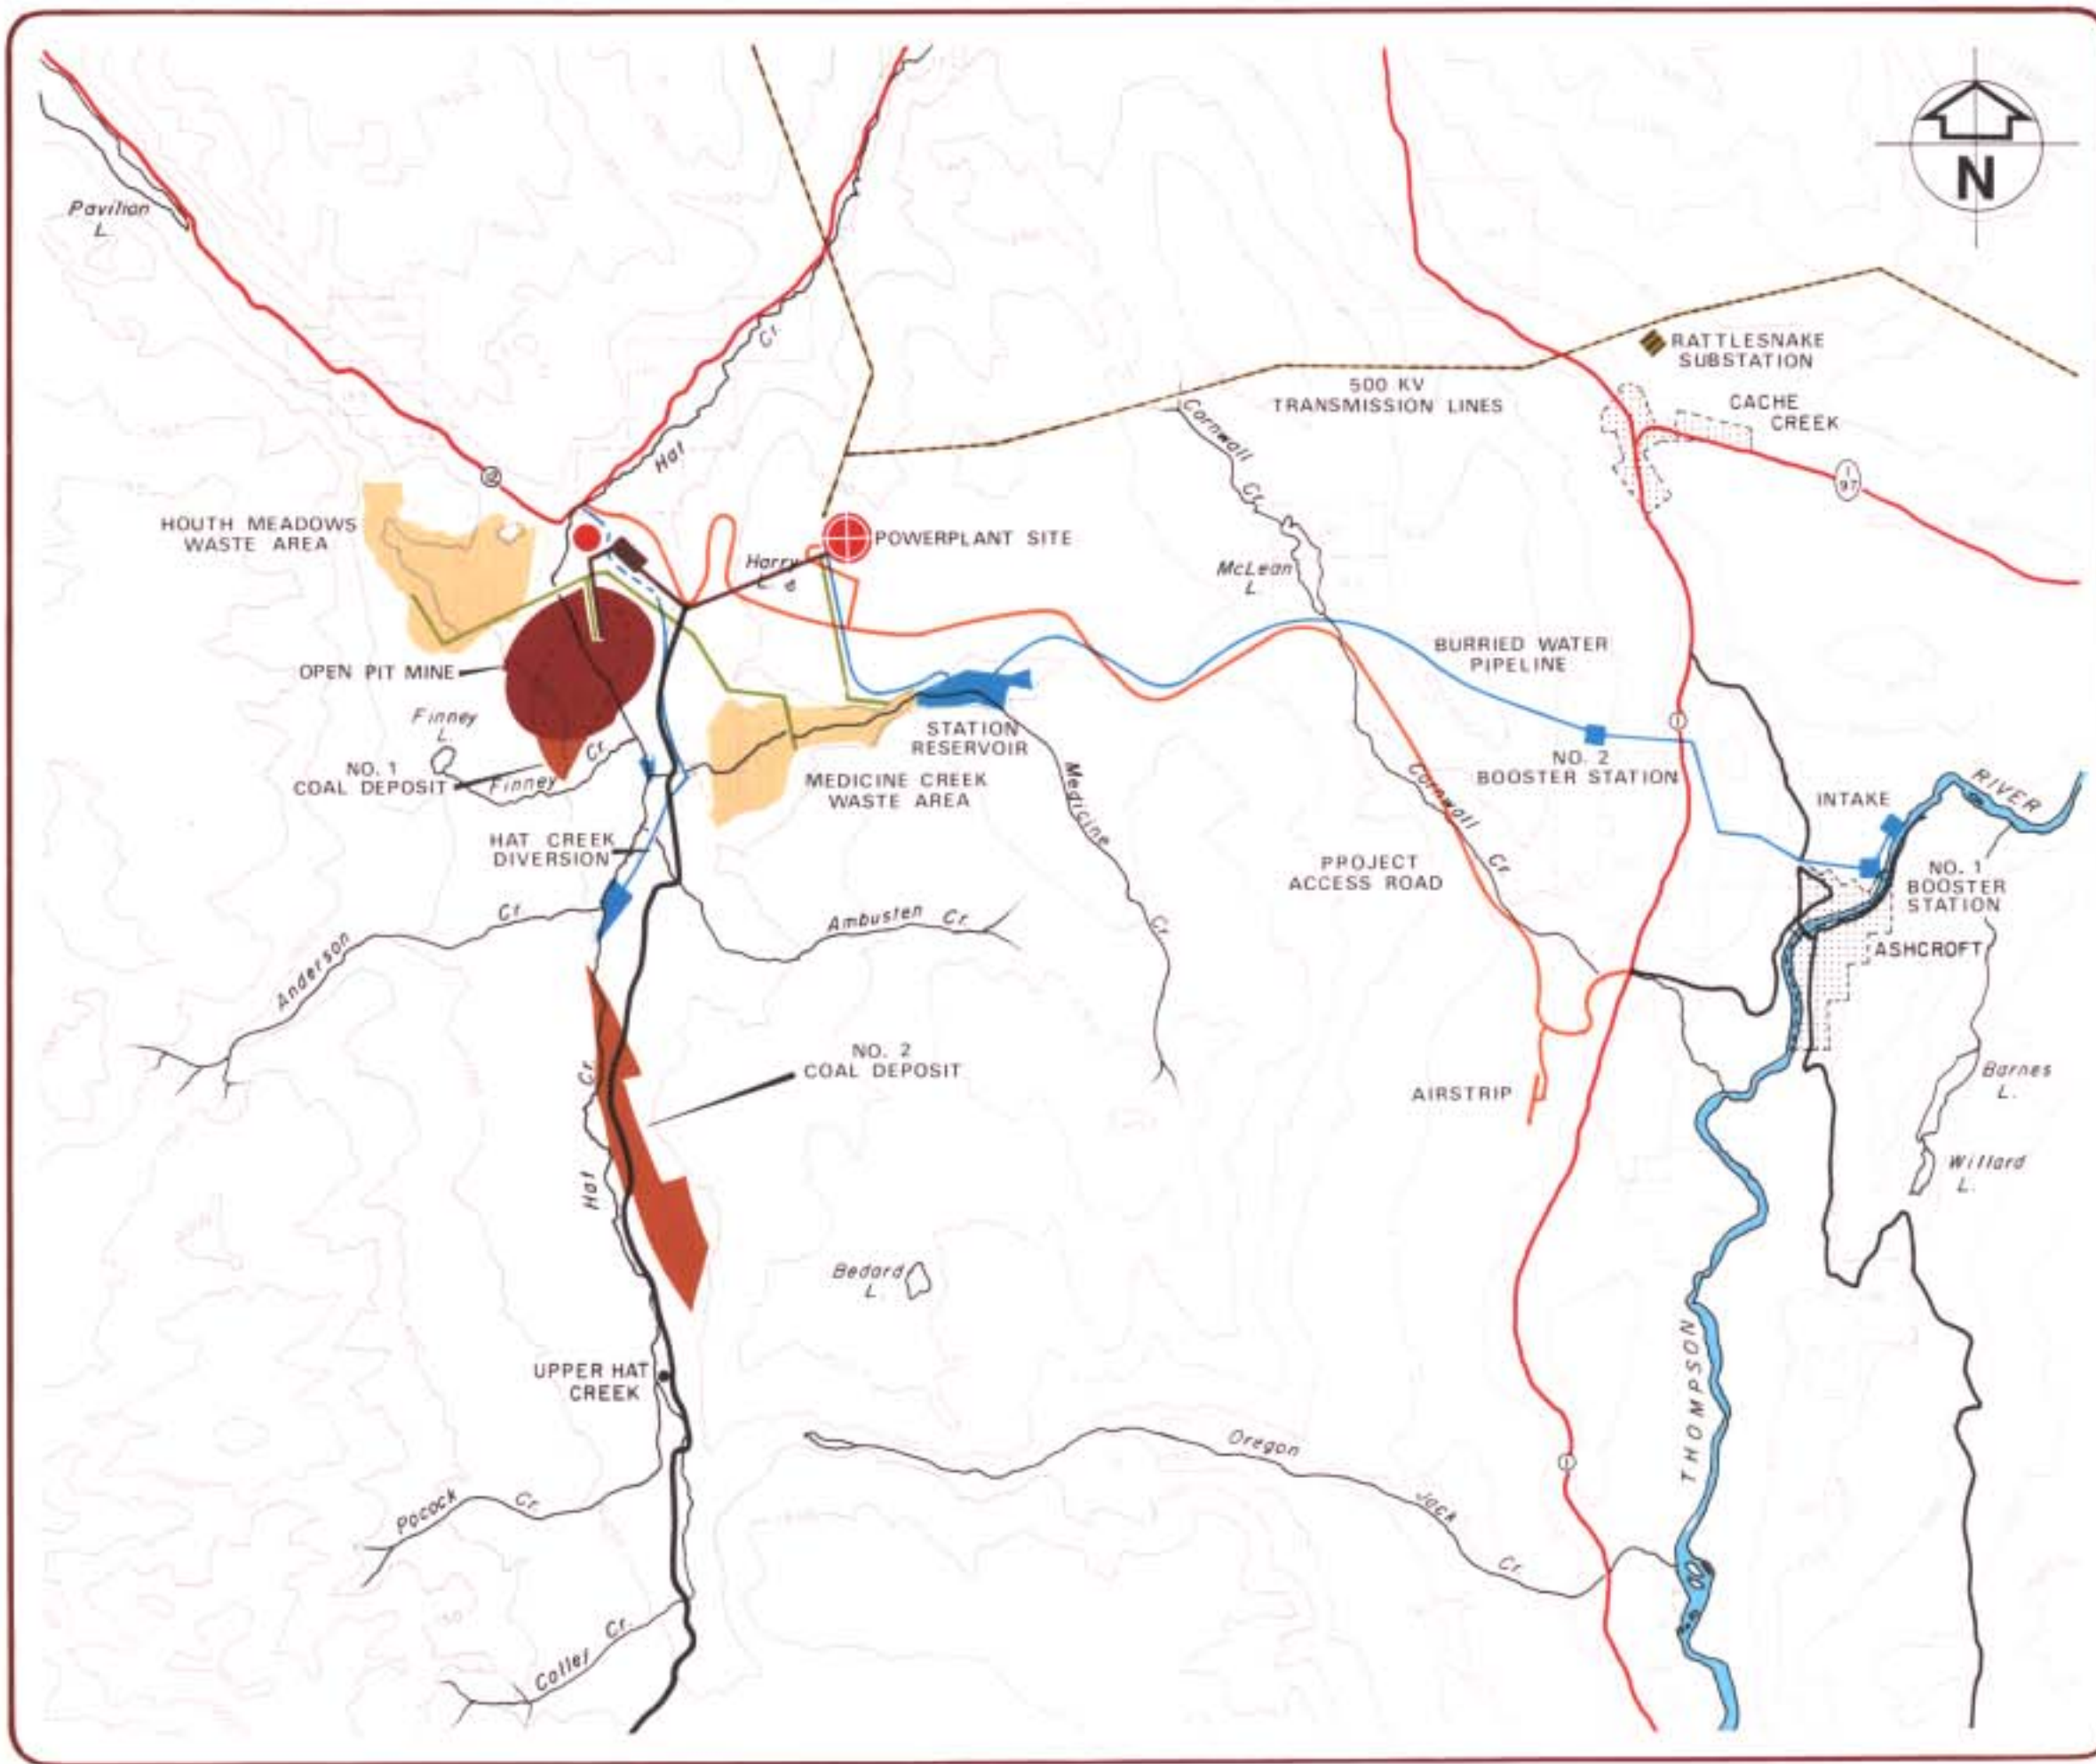 N
Pavilion
L.
Hat Cr.
RATTLESNAKE
SUBSTATION
500 KV
TRANSMISSION LINES
CACHE
CREEK
1
97
Cornwall Cr.
12
HOUTH MEADOWS
WASTE AREA
POWERPLANT SITE
Harry
L.
McLean
L.
OPEN PIT MINE
BURRIED WATER
PIPELINE
Finney
L.
1
STATION
RESERVOIR
NO. 1
COAL DEPOSIT
Finney Cr.
NO. 2
BOOSTER STATION
MEDICINE CREEK
WASTE AREA
Medicine Cr.
Cornwall Cr.
INTAKE
RIVER
HAT CREEK
DIVERSION
PROJECT
ACCESS ROAD
NO. 1
BOOSTER
STATION
Anderson Cr.
Ambusten Cr.
ASHCROFT
NO. 2
COAL DEPOSIT
Hat Cr.
AIRSTRIP
Barnes
L.
Willard
L.
Bedard
L.
THOMPSON
UPPER HAT
CREEK
Oregon Jack Cr.
1
Pocock Cr.
Colley Cr.